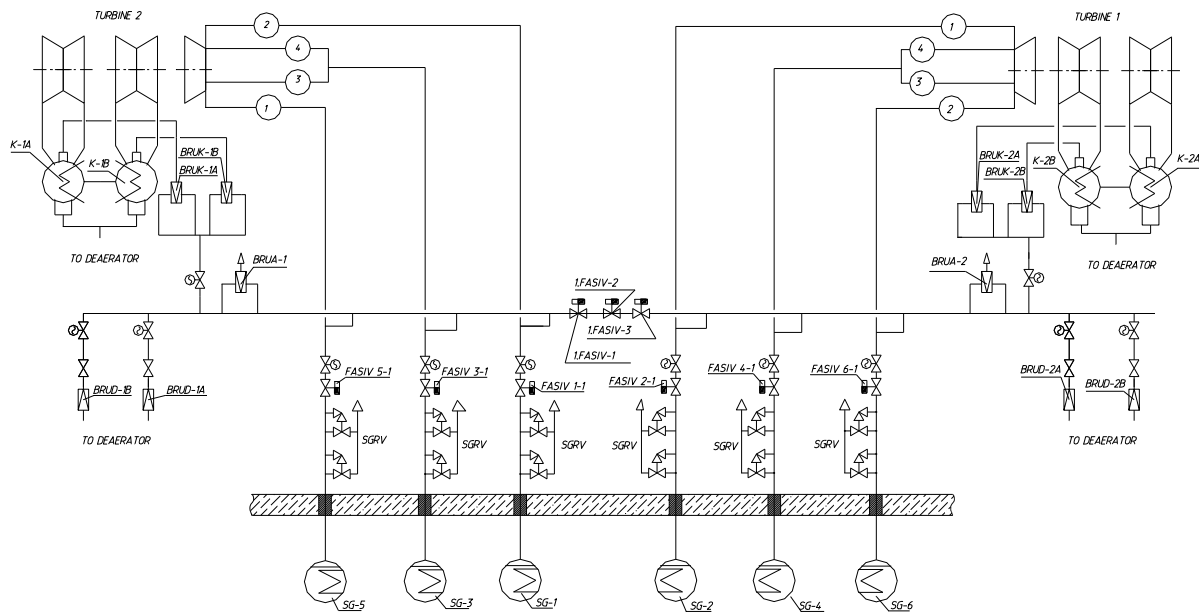 TURBINE 2
TURBINE 1
2
1
4
4
3
3
1
2
K-1A
K-1B
BRUK-1B
BRUK-1A
BRUK-2A
BRUK-2B
K-2B
K-2A
TO DEAERATOR
TO DEAERATOR
BRUA-1
BRUA-2
1.FASIV-2
1.FASIV-3
1.FASIV-1
FASIV 5-1
FASIV 3-1
FASIV 1-1
FASIV 2-1
FASIV 4-1
FASIV 6-1
BRUD-1B
BRUD-1A
BRUD-2A
BRUD-2B
TO DEAERATOR
TO DEAERATOR
SGRV
SGRV
SGRV
SGRV
SGRV
SGRV
SG-5
SG-3
SG-1
SG-2
SG-4
SG-6